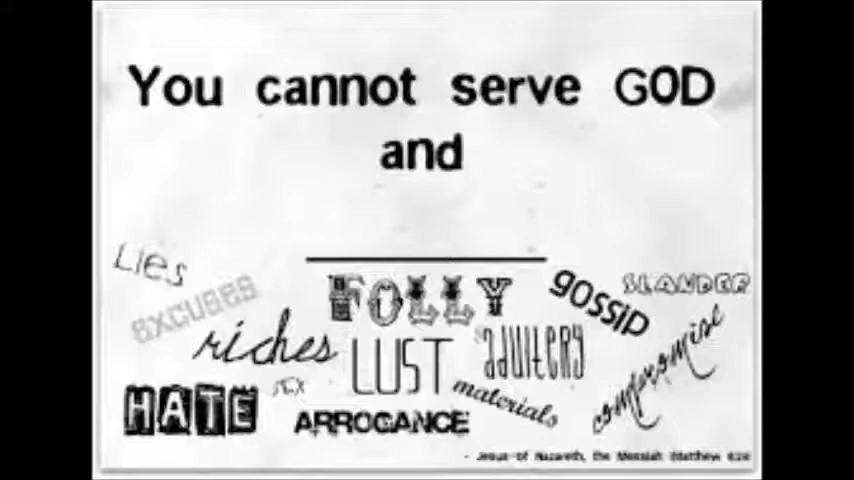 You cannot serve GOD
and
Lies
excuses
FOLLY
gossip
SLANDER
riches
LUST
adultery
compromise
HATE
SEX
ARROGANCE
materials
- Jesus of Nazareth, the Messiah (Matthew 6:24